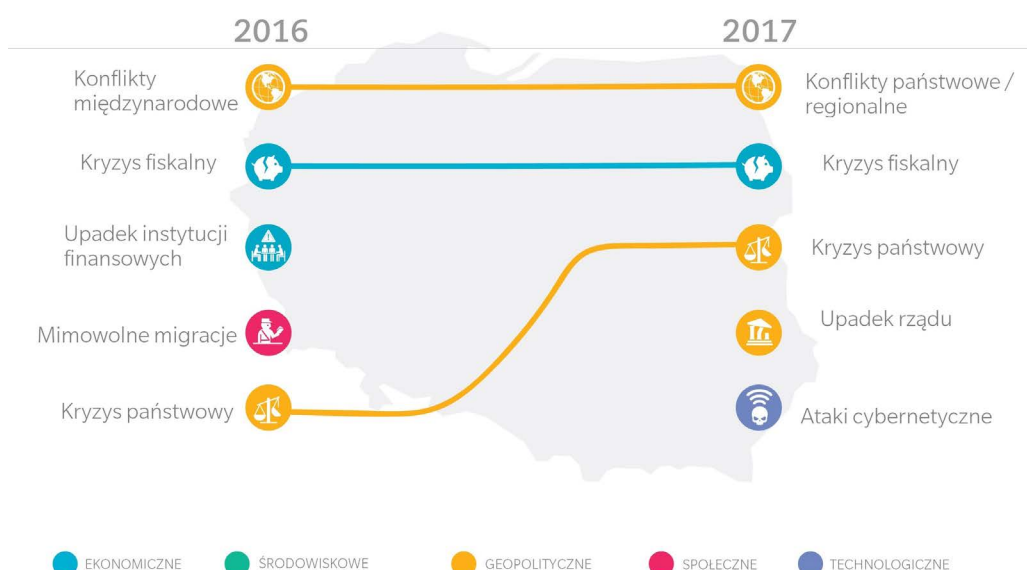 2016
2017
Konflikty
międzynarodowe
Konflikty państwowe /
regionalne
Kryzys fiskalny
Kryzys fiskalny
Upadek instytucji
finansowych
Kryzys państwowy
Mimowolne migracje
Upadek rządu
Kryzys państwowy
Ataki cybernetyczne
EKONOMICZNE
ŚRODOWISKOWE
GEOPOLITYCZNE
SPOŁECZNE
TECHNOLOGICZNE